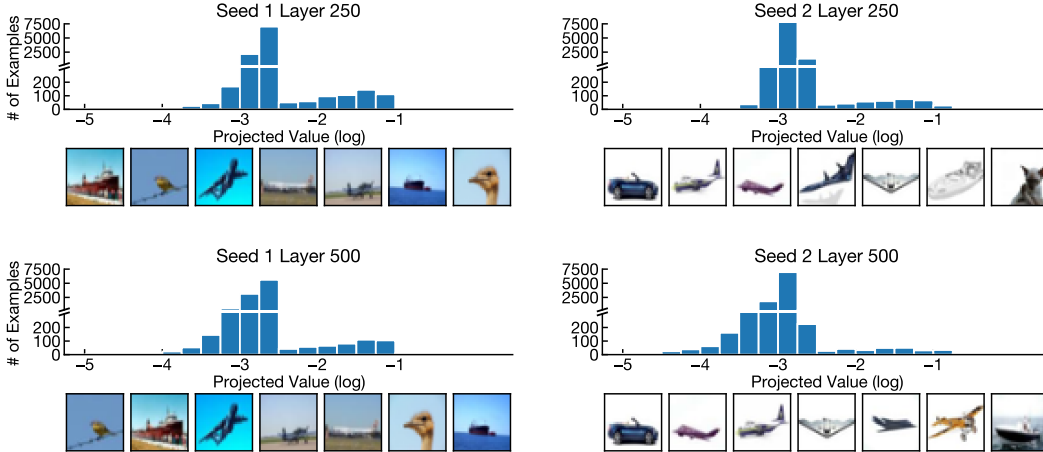 Seed 1 Layer 250
# of Examples
7500
5000
2500
200
100
0
−5 −4 −3 −2 −1
Projected Value (log)
Seed 2 Layer 250
7500
5000
2500
200
100
0
−5 −4 −3 −2 −1
Projected Value (log)
Seed 1 Layer 500
# of Examples
7500
5000
2500
200
100
0
−5 −4 −3 −2 −1
Projected Value (log)
Seed 2 Layer 500
7500
5000
2500
200
100
0
−5 −4 −3 −2 −1
Projected Value (log)